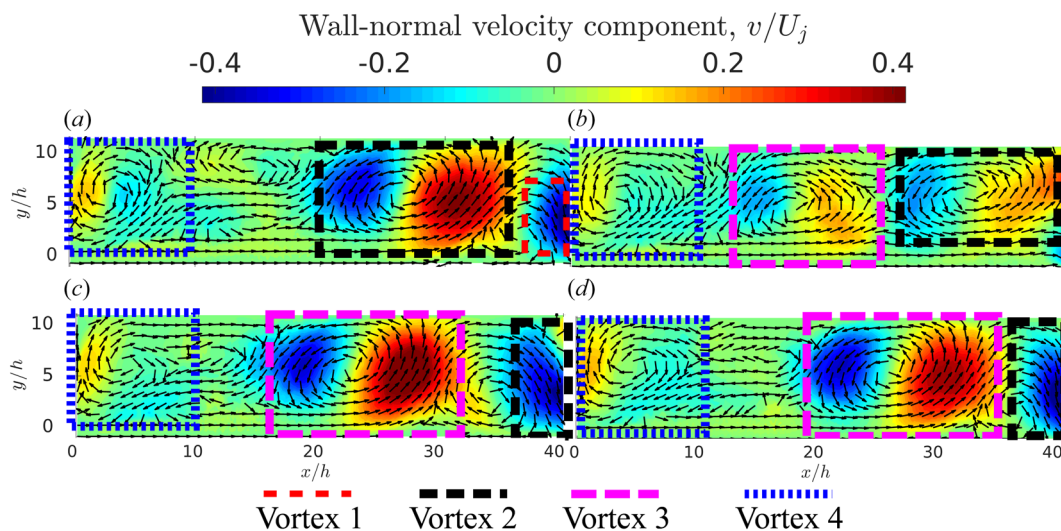 Wall-normal velocity component, v/U_j
-0.4 -0.2 0 0.2 0.4
(a) (b)
10
5
0
y/h
(c) (d)
10
5
0
y/h
0 10 20 30 40 0 10 20 30 40
x/h x/h
Vortex 1 Vortex 2 Vortex 3 Vortex 4